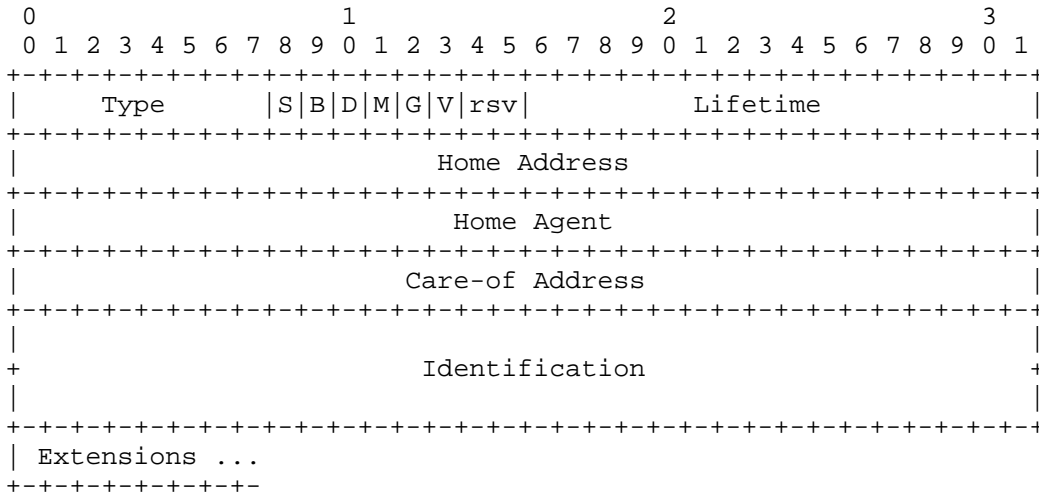 0                   1                   2                   3
 0 1 2 3 4 5 6 7 8 9 0 1 2 3 4 5 6 7 8 9 0 1 2 3 4 5 6 7 8 9 0 1
+-+-+-+-+-+-+-+-+-+-+-+-+-+-+-+-+-+-+-+-+-+-+-+-+-+-+-+-+-+-+-+-+
|     Type      |S|B|D|M|G|V|rsv|          Lifetime             |
+-+-+-+-+-+-+-+-+-+-+-+-+-+-+-+-+-+-+-+-+-+-+-+-+-+-+-+-+-+-+-+-+
|                          Home Address                         |
+-+-+-+-+-+-+-+-+-+-+-+-+-+-+-+-+-+-+-+-+-+-+-+-+-+-+-+-+-+-+-+-+
|                           Home Agent                          |
+-+-+-+-+-+-+-+-+-+-+-+-+-+-+-+-+-+-+-+-+-+-+-+-+-+-+-+-+-+-+-+-+
|                        Care-of Address                        |
+-+-+-+-+-+-+-+-+-+-+-+-+-+-+-+-+-+-+-+-+-+-+-+-+-+-+-+-+-+-+-+-+
|                                                               |
+                         Identification                        +
|                                                               |
+-+-+-+-+-+-+-+-+-+-+-+-+-+-+-+-+-+-+-+-+-+-+-+-+-+-+-+-+-+-+-+-+
| Extensions ...
+-+-+-+-+-+-+-+-